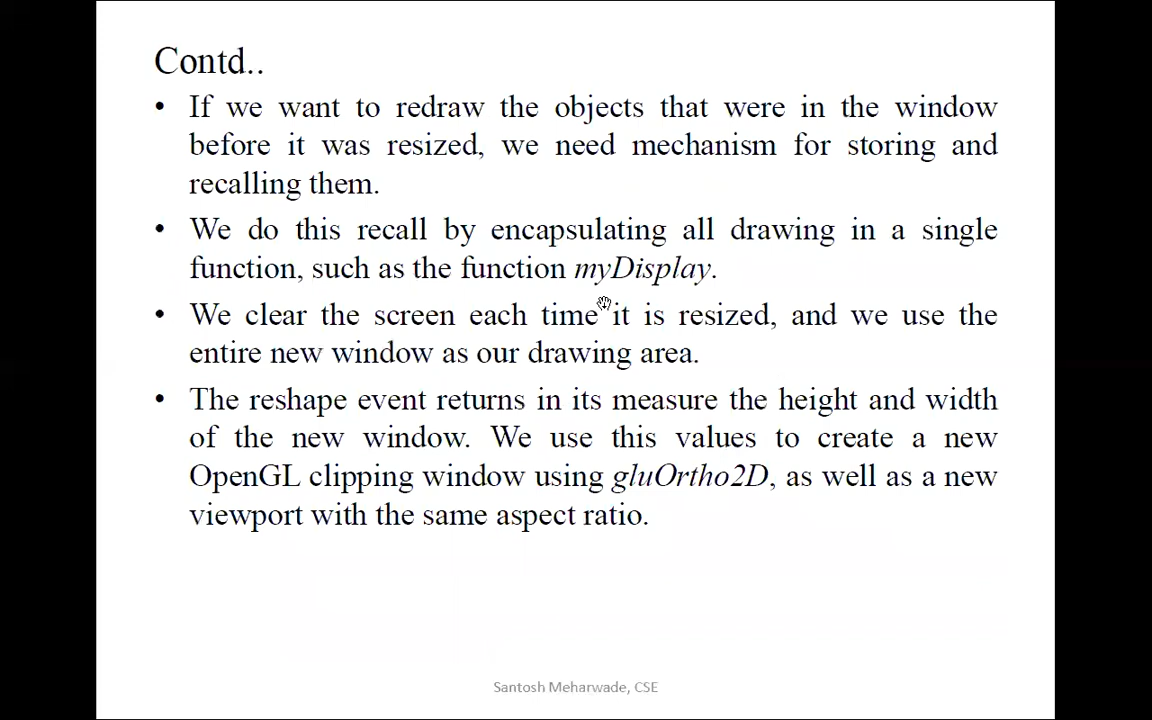 Contd..
• If we want to redraw the objects that were in the window
before it was resized, we need mechanism for storing and
recalling them.
• We do this recall by encapsulating all drawing in a single
function, such as the function myDisplay.
• We clear the screen each time it is resized, and we use the
entire new window as our drawing area.
• The reshape event returns in its measure the height and width
of the new window. We use this values to create a new
OpenGL clipping window using gluOrtho2D, as well as a new
viewport with the same aspect ratio.
Santosh Meharwade, CSE